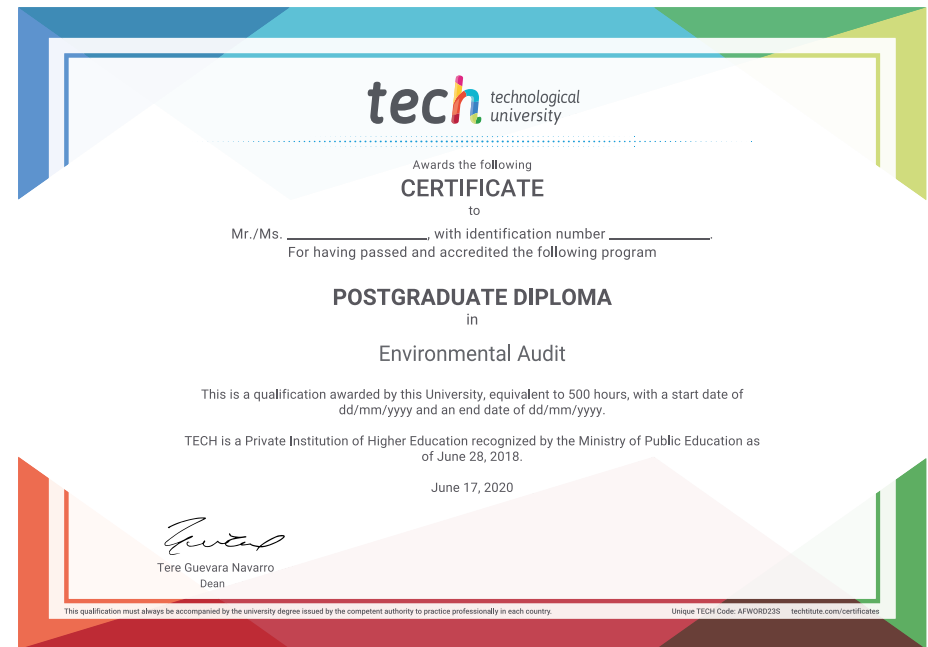 tech technological
university
Awards the following
CERTIFICATE
to
Mr./Ms. ____________________, with identification number ______________.
For having passed and accredited the following program
POSTGRADUATE DIPLOMA
in
Environmental Audit
This is a qualification awarded by this University, equivalent to 500 hours, with a start date of
dd/mm/yyyy and an end date of dd/mm/yyyy.
TECH is a Private Institution of Higher Education recognized by the Ministry of Public Education as
of June 28, 2018.
June 17, 2020
Tere Guevara Navarro
Dean
This qualification must always be accompanied by the university degree issued by the competent authority to practice professionally in each country. Unique TECH Code: AFWORD23S techtitute.com/certificates